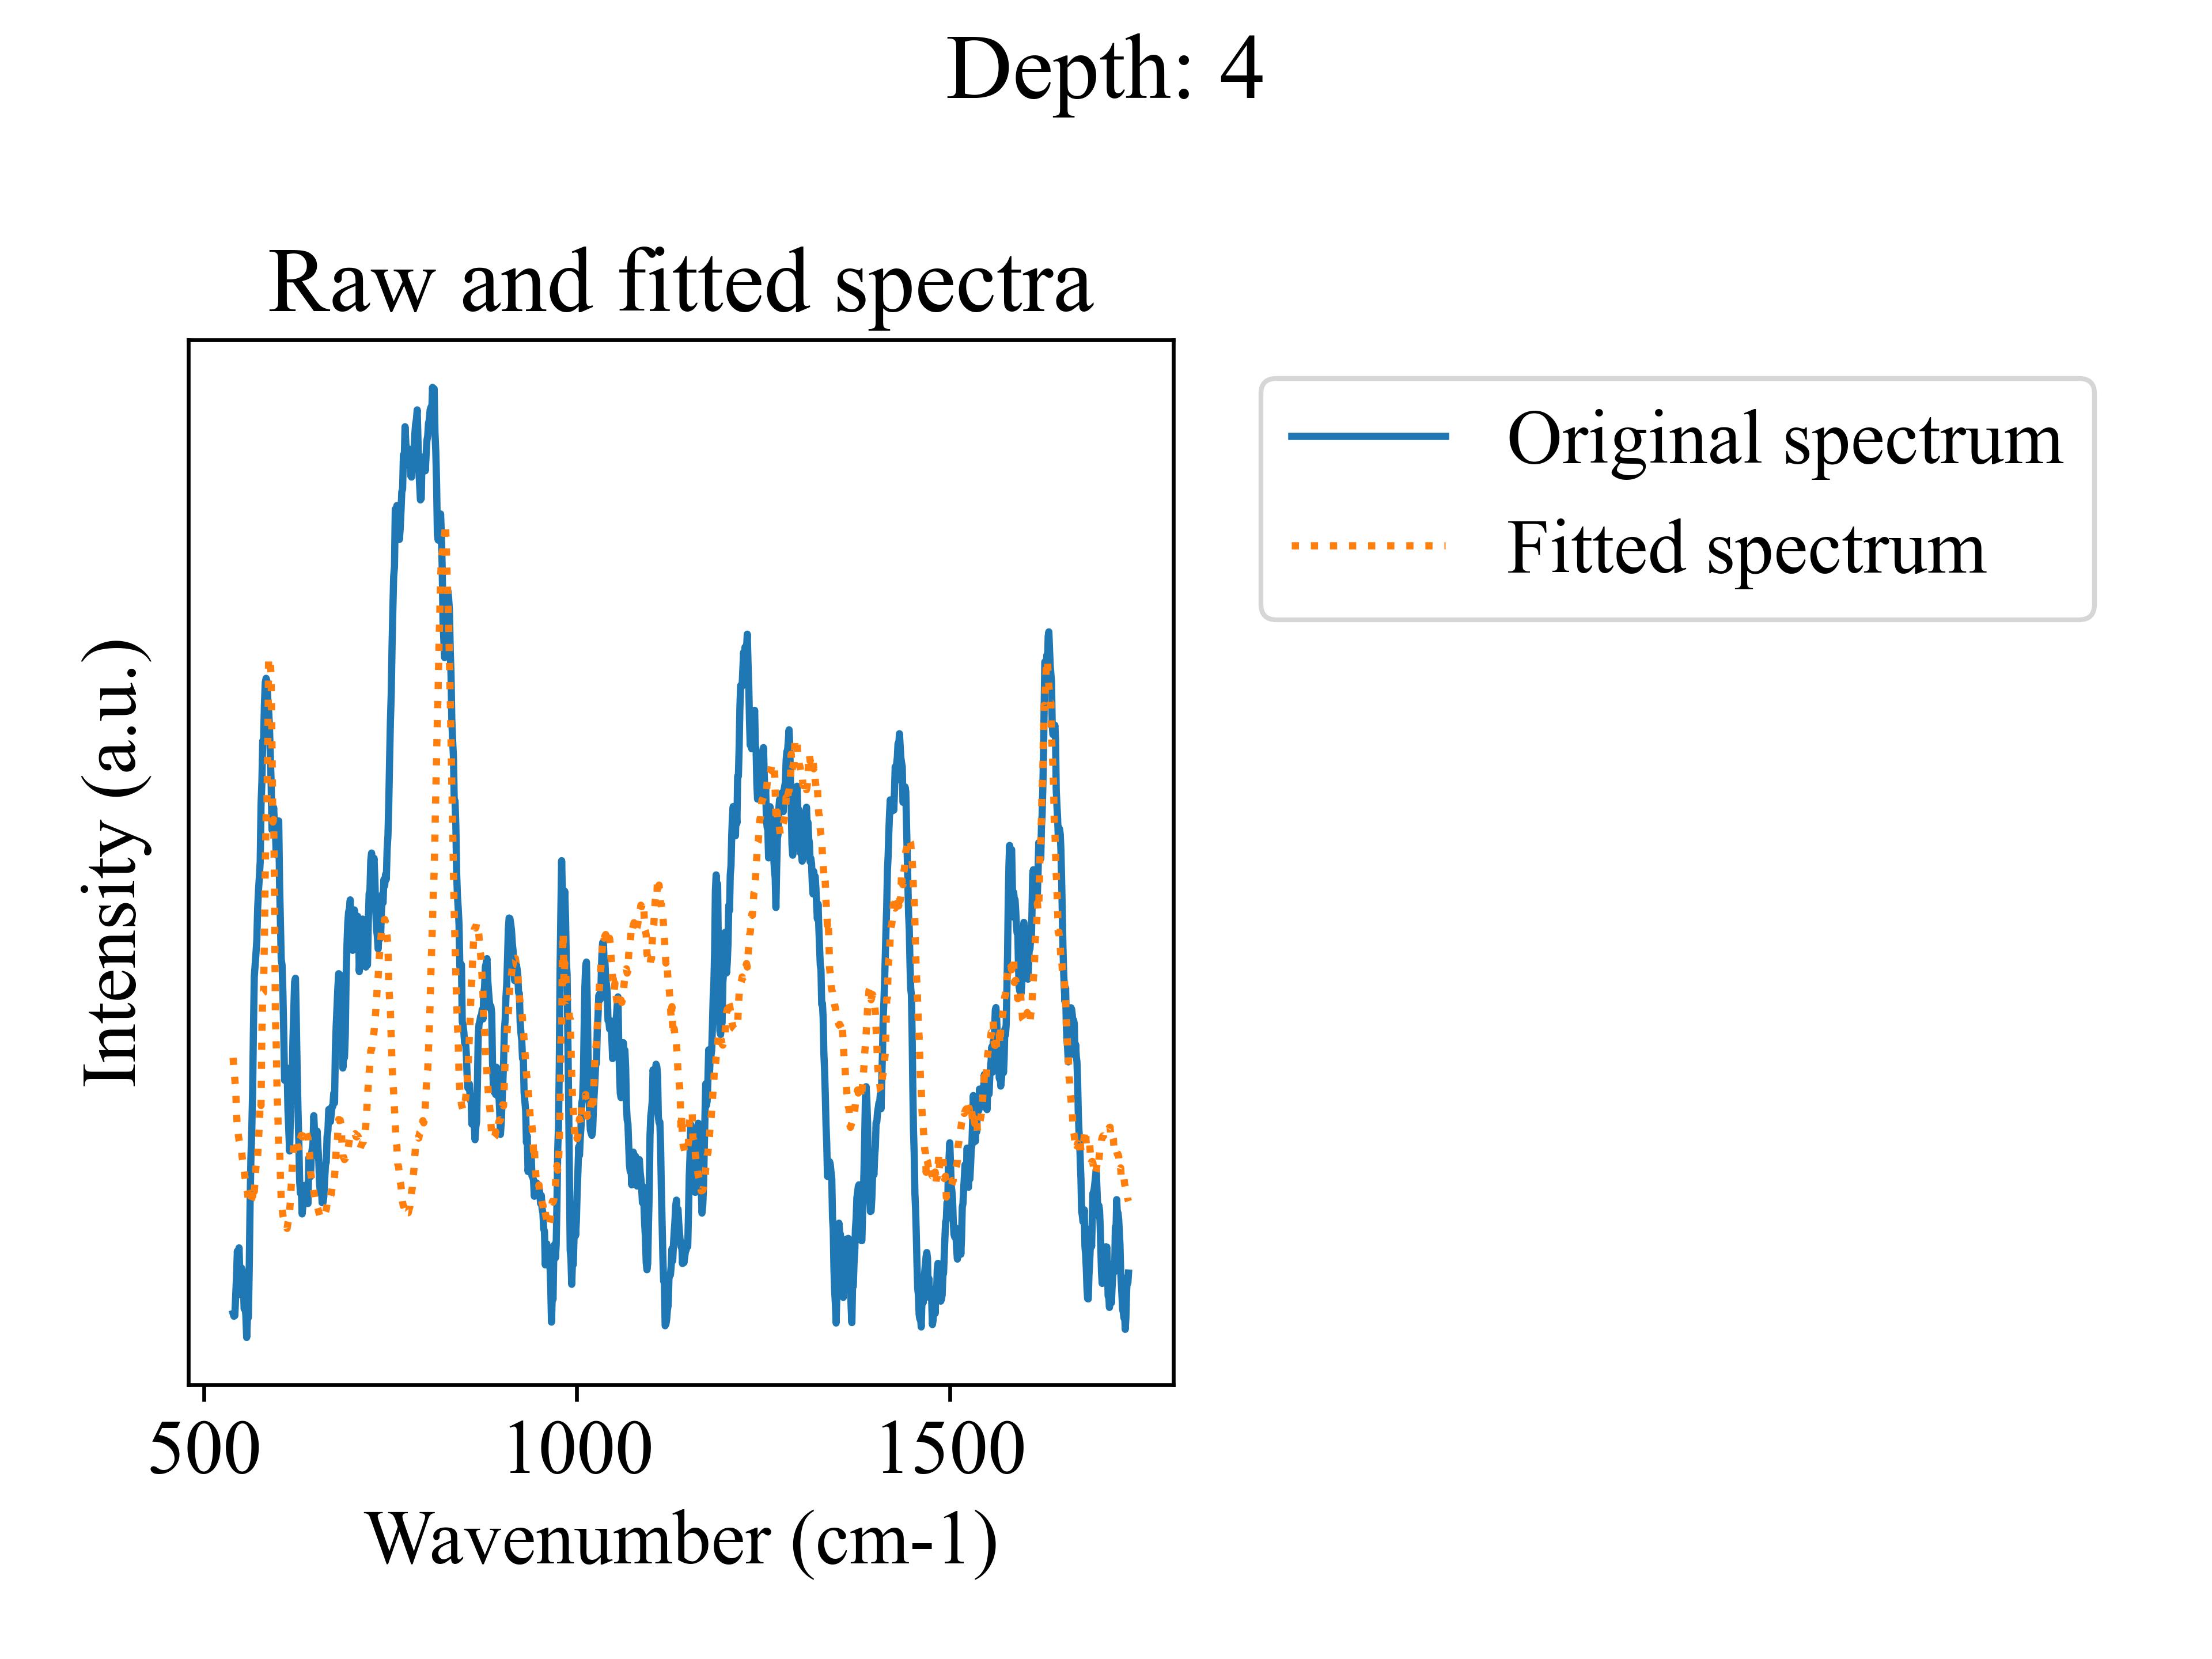 Depth: 4
Raw and fitted spectra
Original spectrum
Fitted spectrum
Intensity (a.u.)
500 1000 1500
Wavenumber (cm-1)